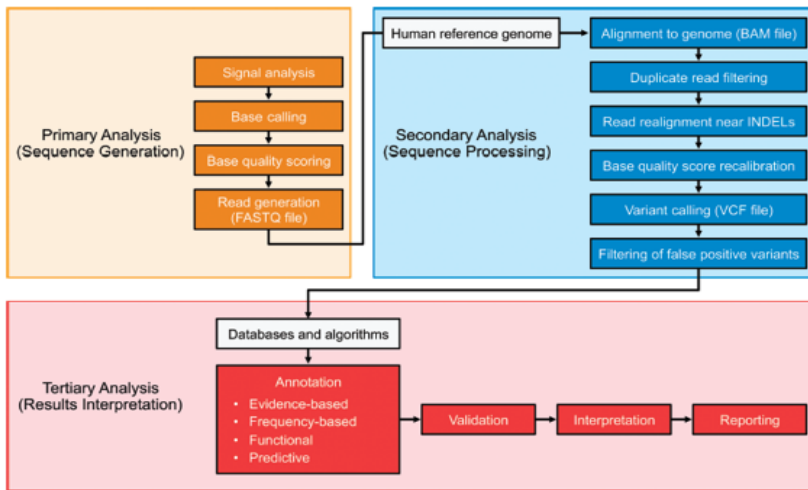 Primary Analysis
(Sequence Generation)
Signal analysis
Base calling
Base quality scoring
Read generation
(FASTQ file)
Human reference genome
Secondary Analysis
(Sequence Processing)
Alignment to genome (BAM file)
Duplicate read filtering
Read realignment near INDELs
Base quality score recalibration
Variant calling (VCF file)
Filtering of false positive variants
Tertiary Analysis
(Results Interpretation)
Databases and algorithms
Annotation
• Evidence-based
• Frequency-based
• Functional
• Predictive
Validation
Interpretation
Reporting